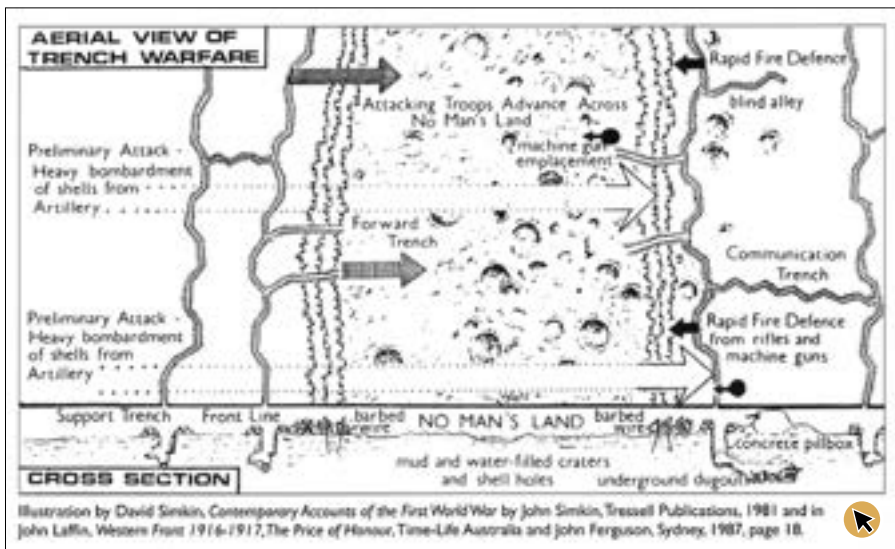 AERIAL VIEW OF
TRENCH WARFARE
Rapid Fire Defence
Attacking Troops Advance Across
No Man's Land
blind alley
machine gun
emplacement
Preliminary Attack -
Heavy bombardment
of shells from
Artillery
Forward
Trench
Communication
Trench
Preliminary Attack -
Heavy bombardment
of shells from
Artillery
Rapid Fire Defence
from rifles and
machine guns
Support Trench
Front Line
barbed
wire
NO MAN'S LAND
barbed
wire
concrete pillbox
mud and water-filled craters
and shell holes
underground dugout
CROSS SECTION
Illustration by David Simkin, Contemporary Accounts of the First World War by John Simkin, Tressell Publications, 1981 and in
John Laffin, Western Front 1916-1917, The Price of Honour, Time-Life Australia and John Ferguson, Sydney, 1987, page 18.